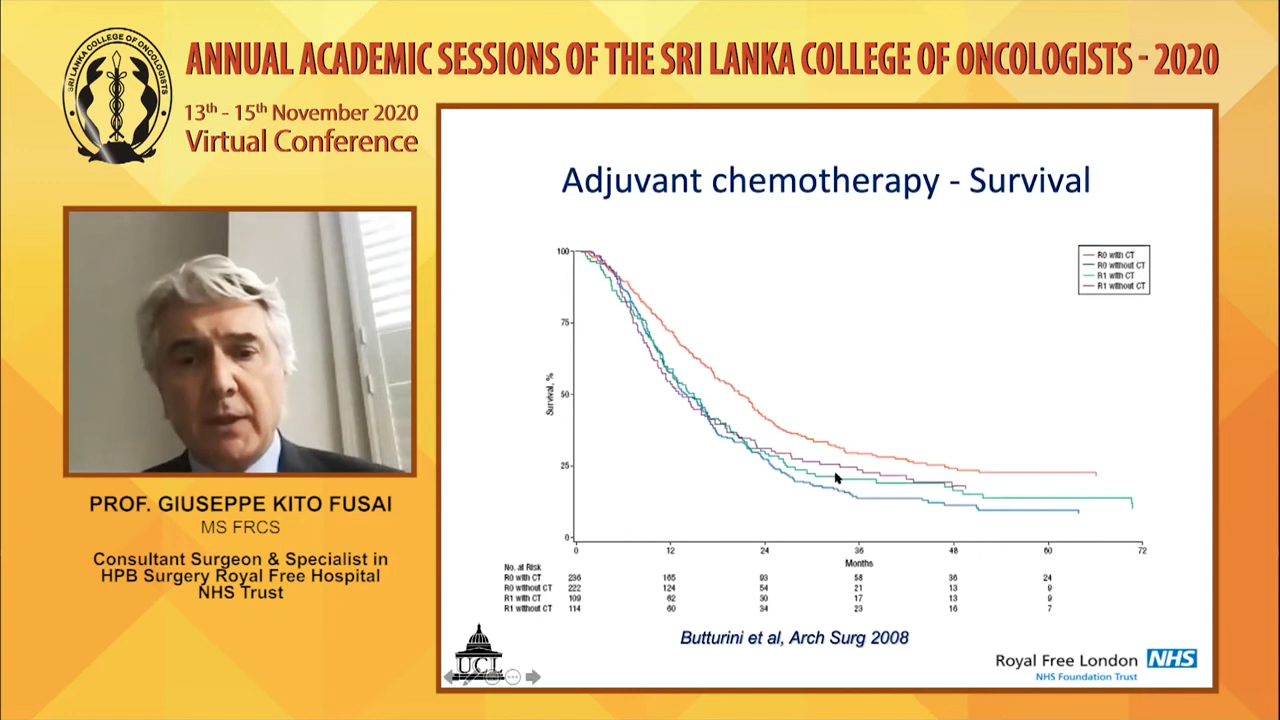 SRI LANKA COLLEGE OF ONCOLOGISTS
ANNUAL ACADEMIC SESSIONS OF THE SRI LANKA COLLEGE OF ONCOLOGISTS - 2020
13th - 15th November 2020
Virtual Conference
PROF. GIUSEPPE KITO FUSAI
MS FRCS
Consultant Surgeon & Specialist in
HPB Surgery Royal Free Hospital
NHS Trust
Adjuvant chemotherapy - Survival
R0 with CT
R0 without CT
R1 with CT
R1 without CT
Survival, %
100
75
50
25
0
0 12 24 36 48 60 72
Months
No. at Risk
R0 with CT 236 165 93 58 36 24
R0 without CT 222 124 54 21 13 9
R1 with CT 109 62 30 17 13 9
R1 without CT 114 60 34 23 16 7
Butturini et al, Arch Surg 2008
UCL
Royal Free London NHS
NHS Foundation Trust